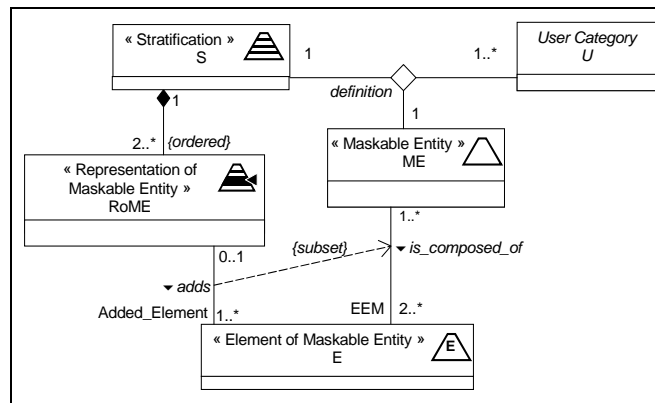 « Stratification »
S
1
1..*
User Category
U
definition
1
1
2..*
{ordered}
« Representation of
Maskable Entity »
RoME
« Maskable Entity »
ME
1..*
0..1
{subset}
is_composed_of
adds
Added_Element
1..*
EEM
2..*
« Element of Maskable Entity »
E
E